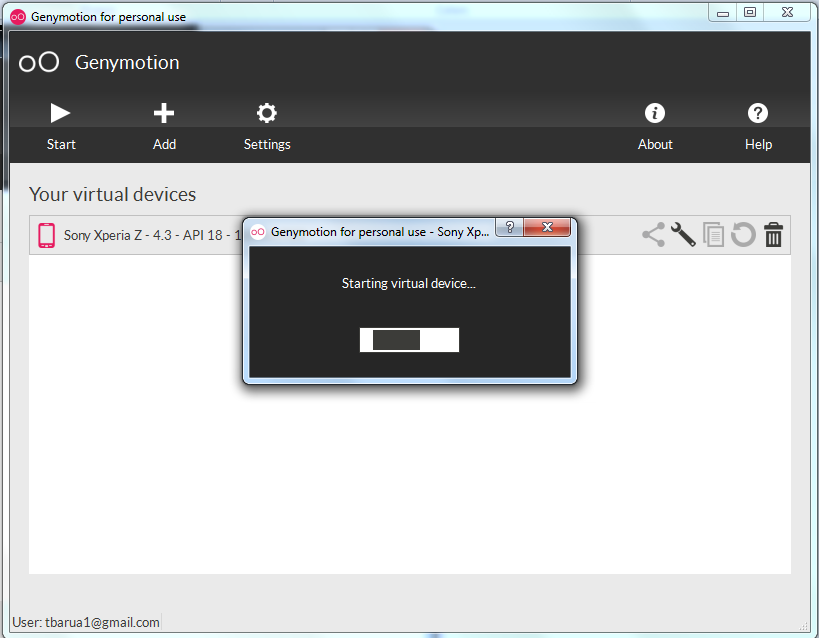 Genymotion for personal use
Genymotion
Start
Add
Settings
About
Help
Your virtual devices
Sony Xperia Z - 4.3 - API 18 - 1
Genymotion for personal use - Sony Xp...
Starting virtual device...
User: tbarua1@gmail.com